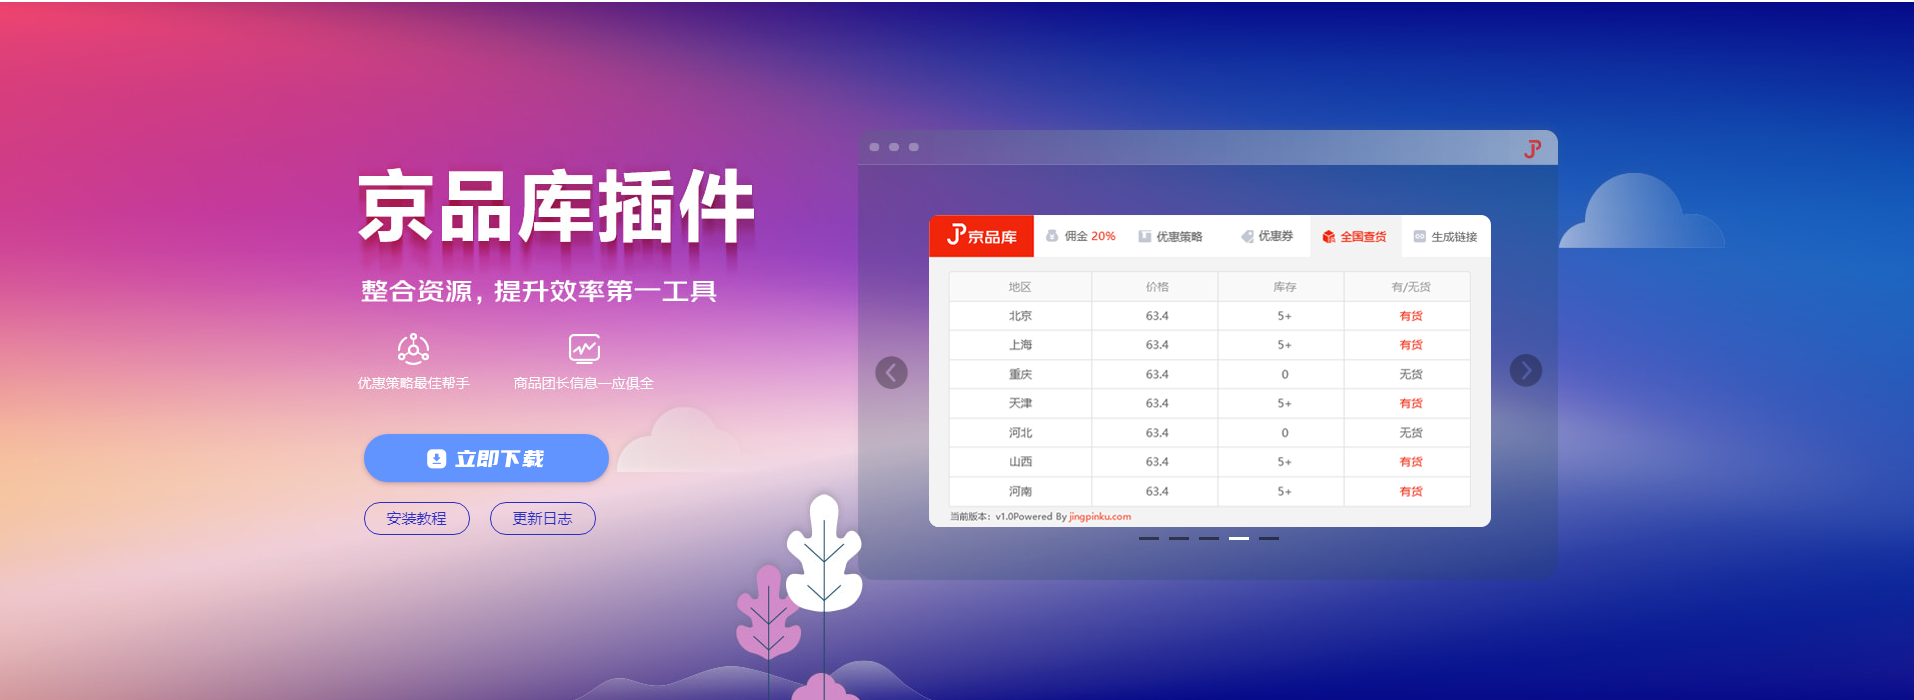 京品库插件
整合资源，提升效率第一工具
优惠策略最佳帮手 商品团长信息一应俱全
立即下载
安装教程 更新日志
JP
JP京品库 佣金 20% 优惠策略 优惠券 全国查货 生成链接
地区 价格 库存 有/无货
北京 63.4 5+ 有货
上海 63.4 5+ 有货
重庆 63.4 0 无货
天津 63.4 5+ 有货
河北 63.4 0 无货
山西 63.4 5+ 有货
河南 63.4 5+ 有货
当前版本：v1.0Powered By jingpinku.com